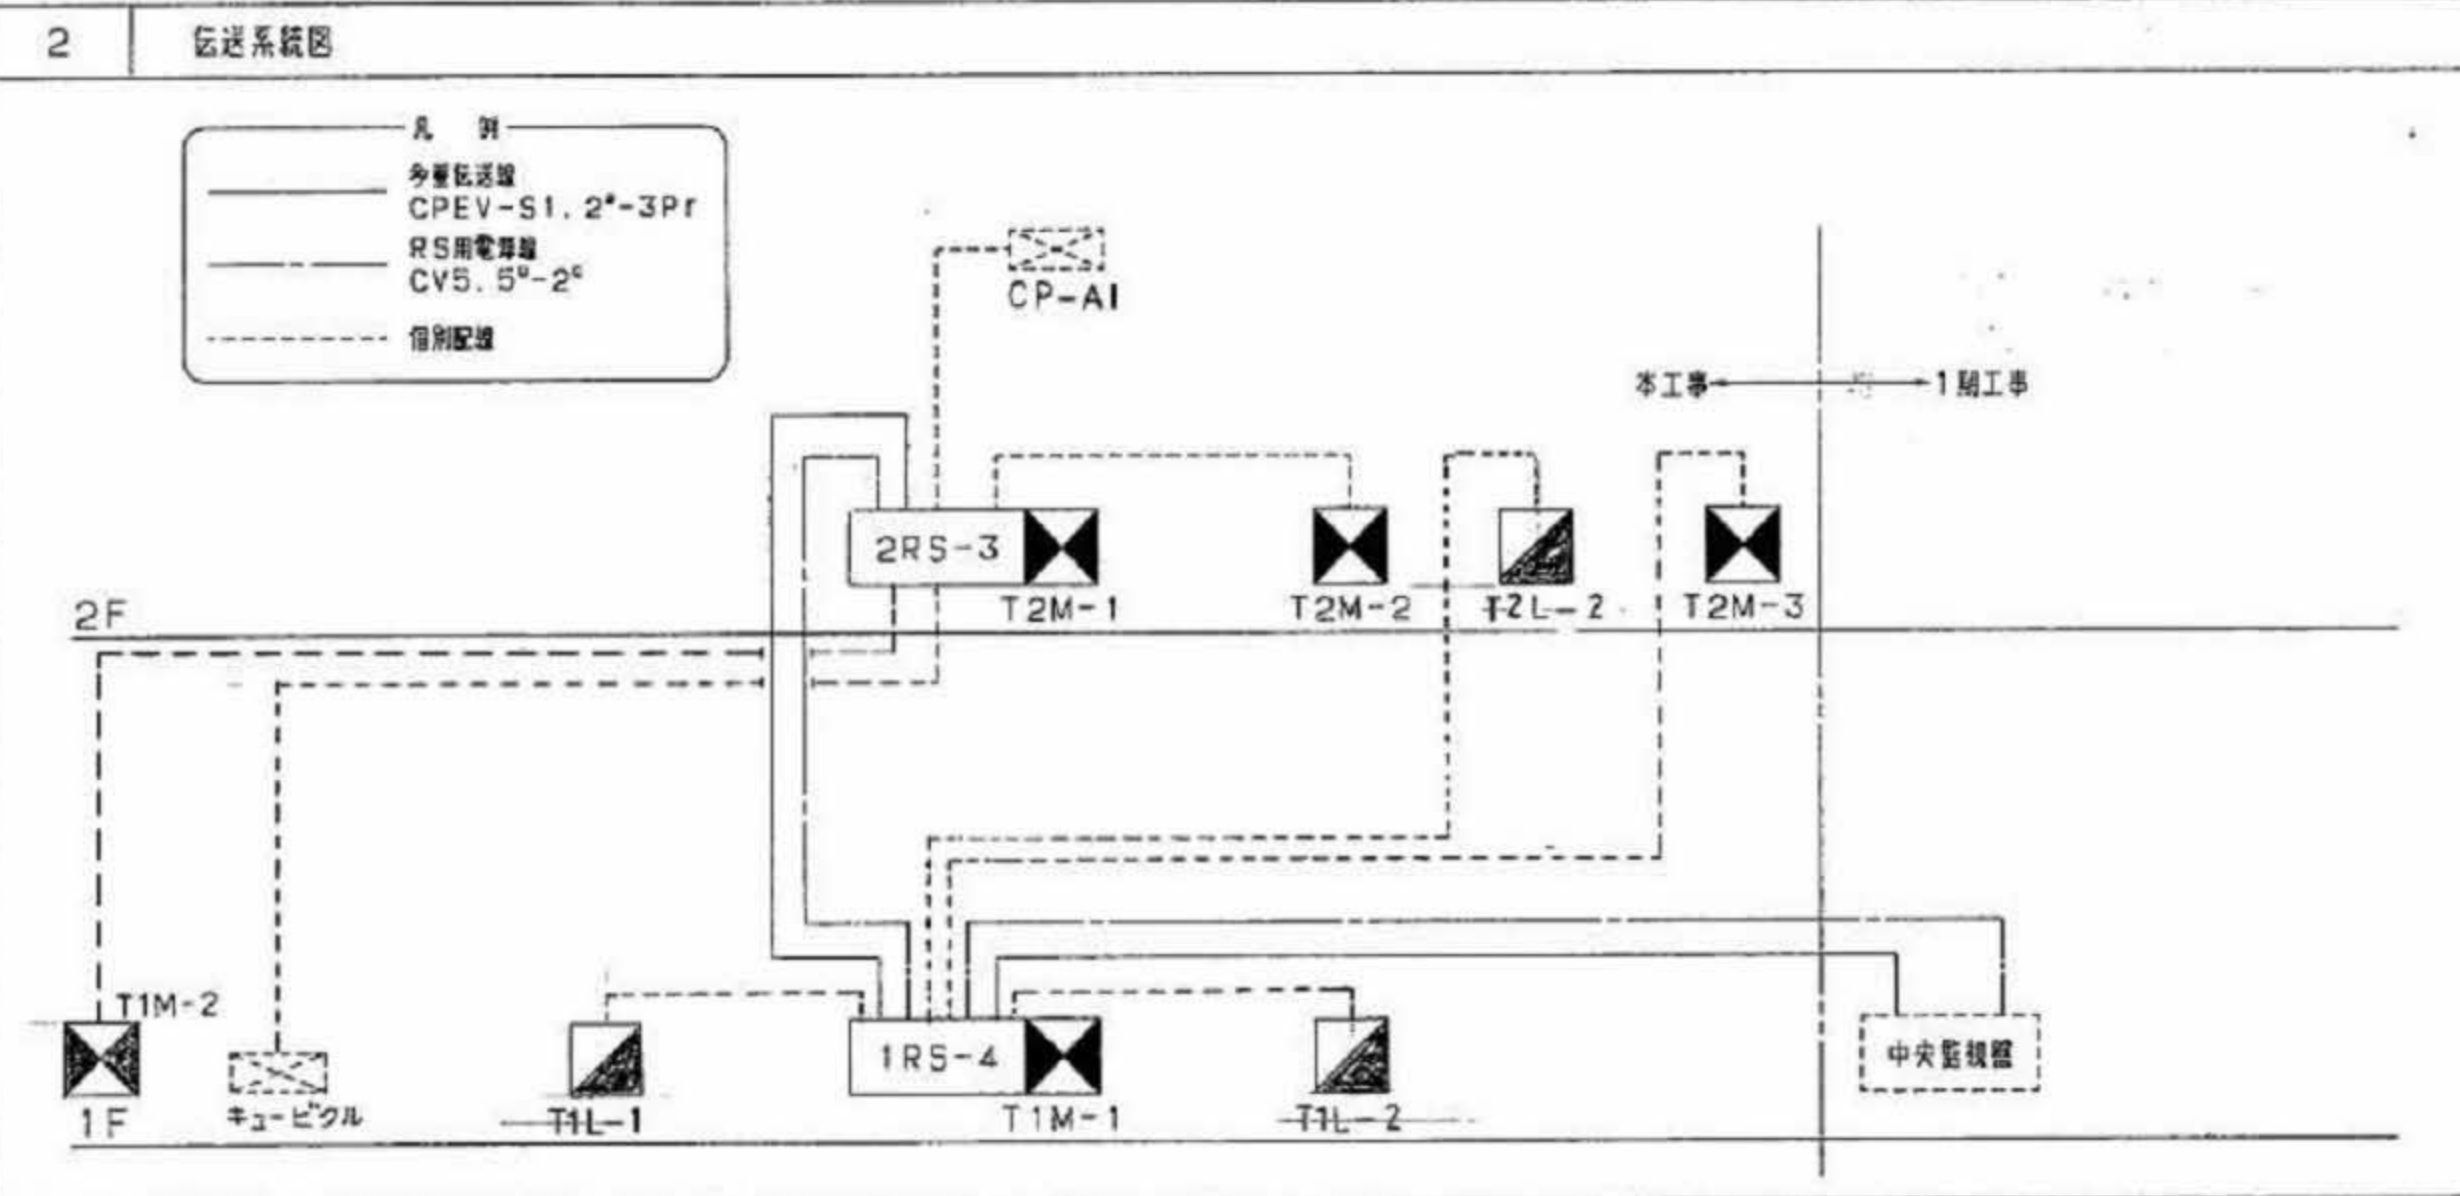 2 伝送系統図
凡 例
多重伝送線
CPEV-S1.2ø-3Pr
RS用電源線
CV5.5□-2c
個別配線
CP-A1
本工事 1期工事
2RS-3
2F
T2M-1 T2M-2 T2L-2 T2M-3
T1M-2
1RS-4
中央監視盤
1F
キュービクル
T1L-1 T1M-1 T1L-2